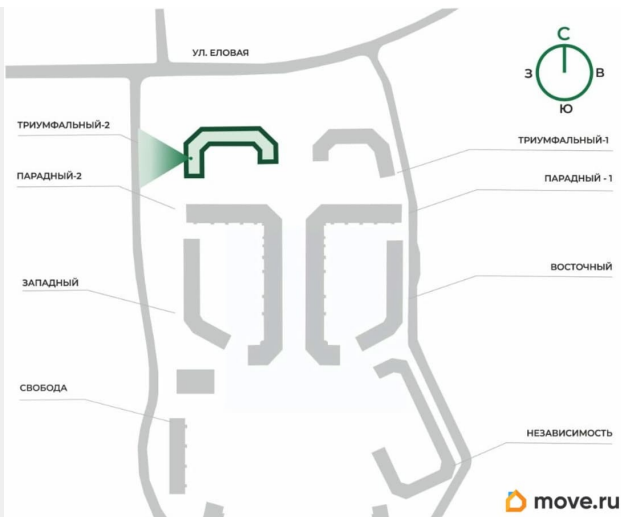 УЛ. ЕЛОВАЯ
С
З
В
Ю
ТРИУМФАЛЬНЫЙ-2
ТРИУМФАЛЬНЫЙ-1
ПАРАДНЫЙ-2
ПАРАДНЫЙ - 1
ВОСТОЧНЫЙ
ЗАПАДНЫЙ
СВОБОДА
НЕЗАВИСИМОСТЬ
move.ru